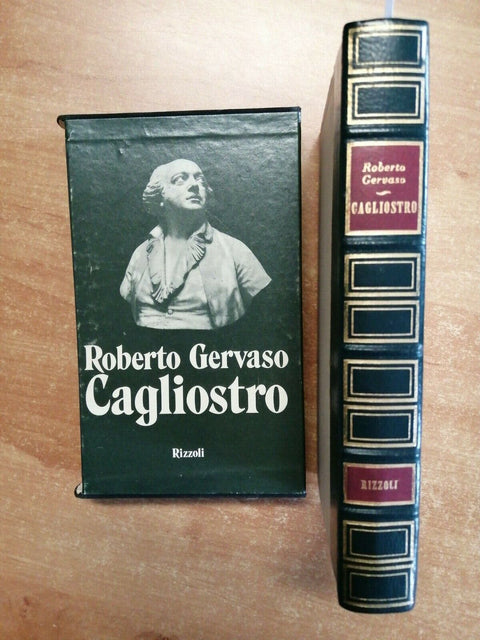 Roberto Gervaso
Cagliostro
Rizzoli
Roberto
Gervaso
CAGLIOSTRO
RIZZOLI